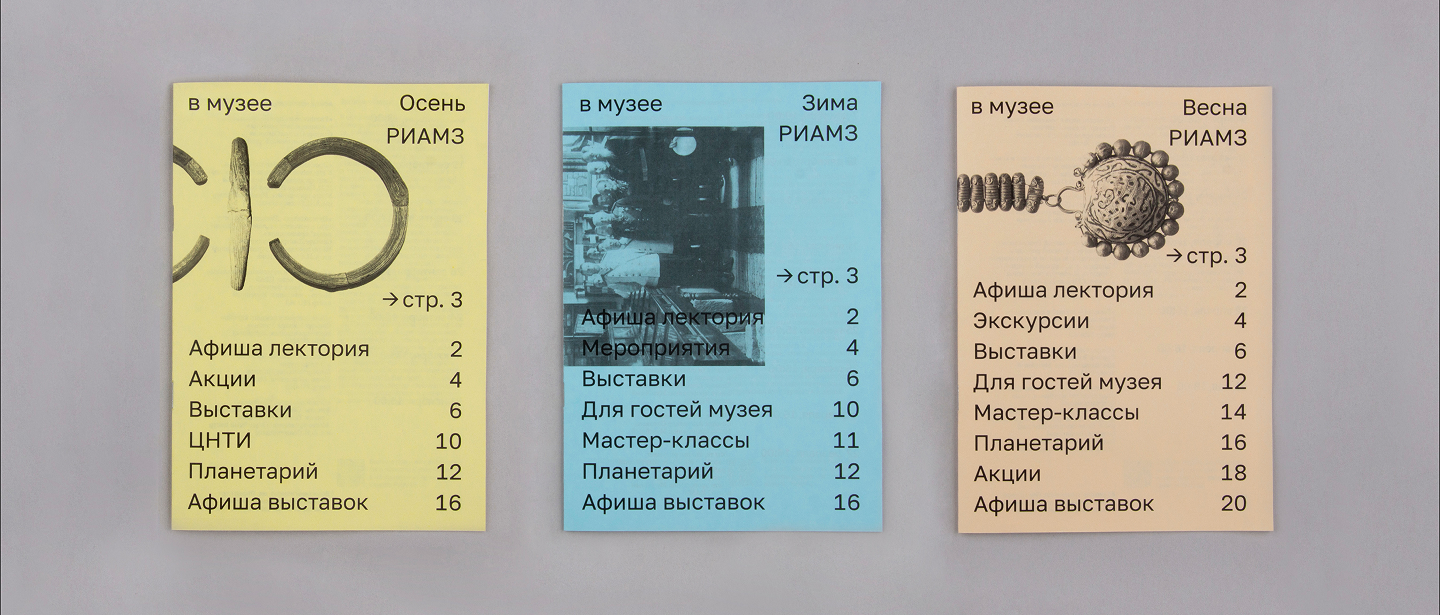 в музее Осень
РИАМЗ
→ стр. 3
Афиша лектория 2
Акции 4
Выставки 6
ЦНТИ 10
Планетарий 12
Афиша выставок 16
в музее Зима
РИАМЗ
→ стр. 3
Афиша лектория 2
Мероприятия 4
Выставки 6
Для гостей музея 10
Мастер-классы 11
Планетарий 12
Афиша выставок 16
в музее Весна
РИАМЗ
→ стр. 3
Афиша лектория 2
Экскурсии 4
Выставки 6
Для гостей музея 12
Мастер-классы 14
Планетарий 16
Акции 18
Афиша выставок 20